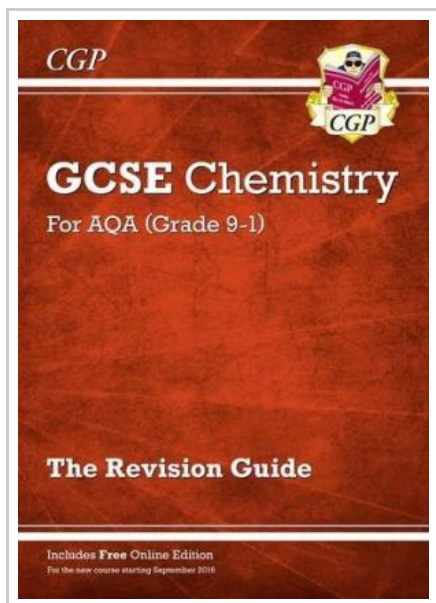 CGP
CGP
CGP
GCSE Chemistry
For AQA (Grade 9-1)
The Revision Guide
Includes Free Online Edition
For the new course starting September 2016